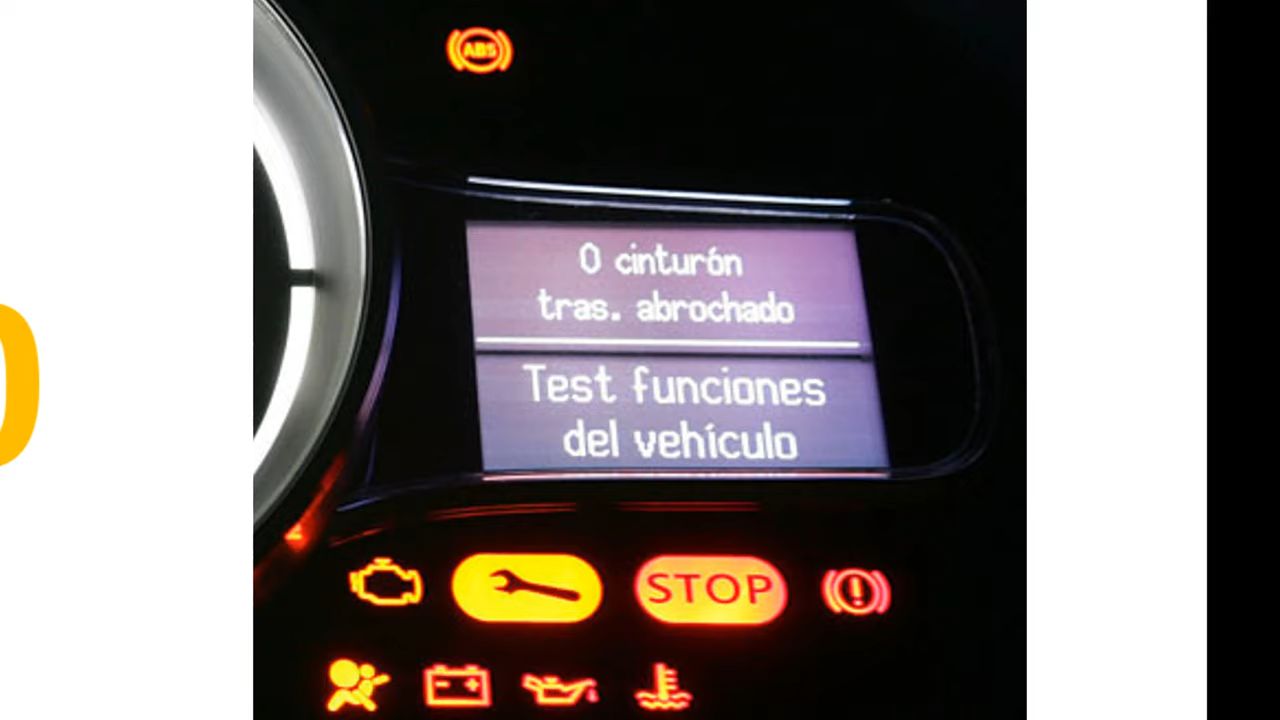 ABS
0 cinturón
tras. abrochado
Test funciones
del vehículo
STOP